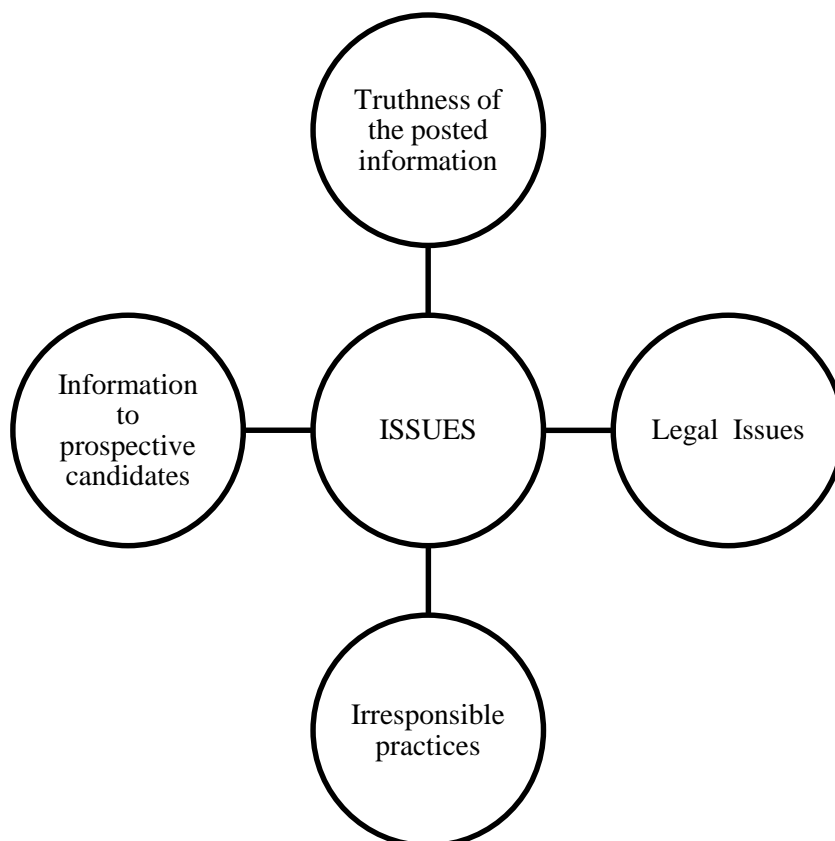 Truthness of
the posted
information
Information
to
prospective
candidates
ISSUES
Legal Issues
Irresponsible
practices